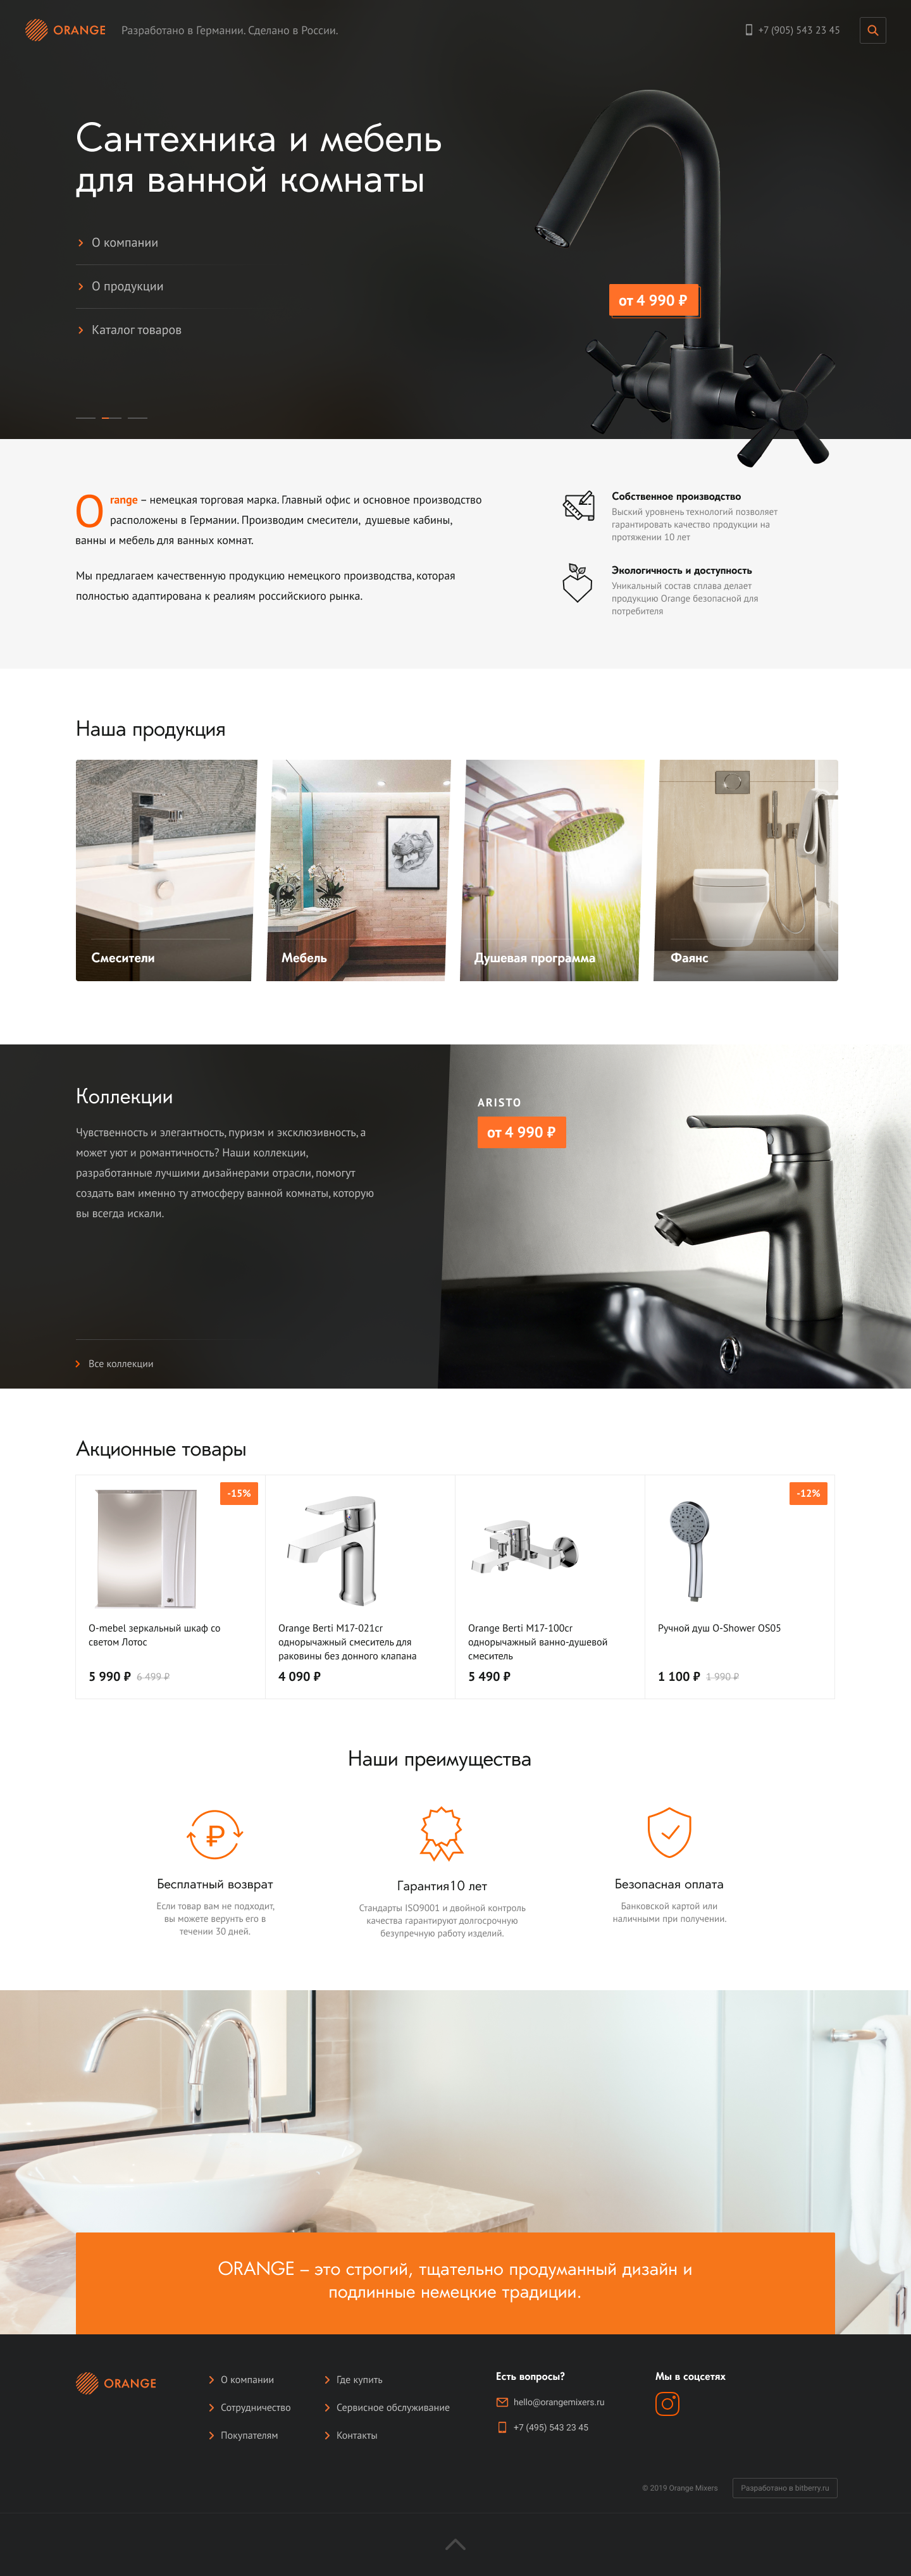 ORANGE
Разработано в Германии. Сделано в России.
+7 (905) 543 23 45
Сантехника и мебель
для ванной комнаты
О компании
О продукции
Каталог товаров
от 4 990 ₽
Orange – немецкая торговая марка. Главный офис и основное производство
расположены в Германии. Производим смесители, душевые кабины,
ванны и мебель для ванных комнат.
Мы предлагаем качественную продукцию немецкого производства, которая
полностью адаптирована к реалиям российского рынка.
Собственное производство
Выский уровнень технологий позволяет
гарантировать качество продукции на
протяжении 10 лет
Экологичность и доступность
Уникальный состав сплава делает
продукцию Orange безопасной для
потребителя
Наша продукция
Смесители
Мебель
Душевая программа
Фаянс
Коллекции
Чувственность и элегантность, пуризм и эксклюзивность, а
может уют и романтичность? Наши коллекции,
разработанные лучшими дизайнерами отрасли, помогут
создать вам именно ту атмосферу ванной комнаты, которую
вы всегда искали.
Все коллекции
ARISTO
от 4 990 ₽
Акционные товары
-15%
O-mebel зеркальный шкаф со
светом Лотос
5 990 ₽ 6 499 ₽
Orange Berti M17-021cr
однорычажный смеситель для
раковины без донного клапана
4 090 ₽
Orange Berti M17-100cr
однорычажный ванно-душевой
смеситель
5 490 ₽
-12%
Ручной душ O-Shower OS05
1 100 ₽ 1 990 ₽
Наши преимущества
Бесплатный возврат
Если товар вам не подходит,
вы можете верунть его в
течении 30 дней.
Гарантия10 лет
Стандарты ISO9001 и двойной контроль
качества гарантируют долгосрочную
безупречную работу изделий.
Безопасная оплата
Банковской картой или
наличными при получении.
ORANGE – это строгий, тщательно продуманный дизайн и
подлинные немецкие традиции.
ORANGE
О компании
Сотрудничество
Покупателям
Где купить
Сервисное обслуживание
Контакты
Есть вопросы?
hello@orangemixers.ru
+7 (495) 543 23 45
Мы в соцсетях
© 2019 Orange Mixers
Разработано в bitberry.ru